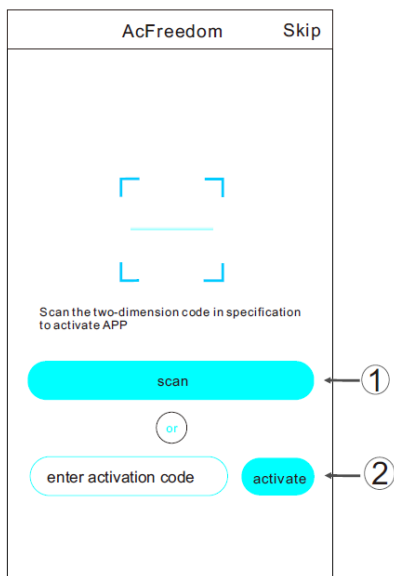 AcFreedom Skip
Scan the two-dimension code in specification
to activate APP
scan
1
or
enter activation code activate
2